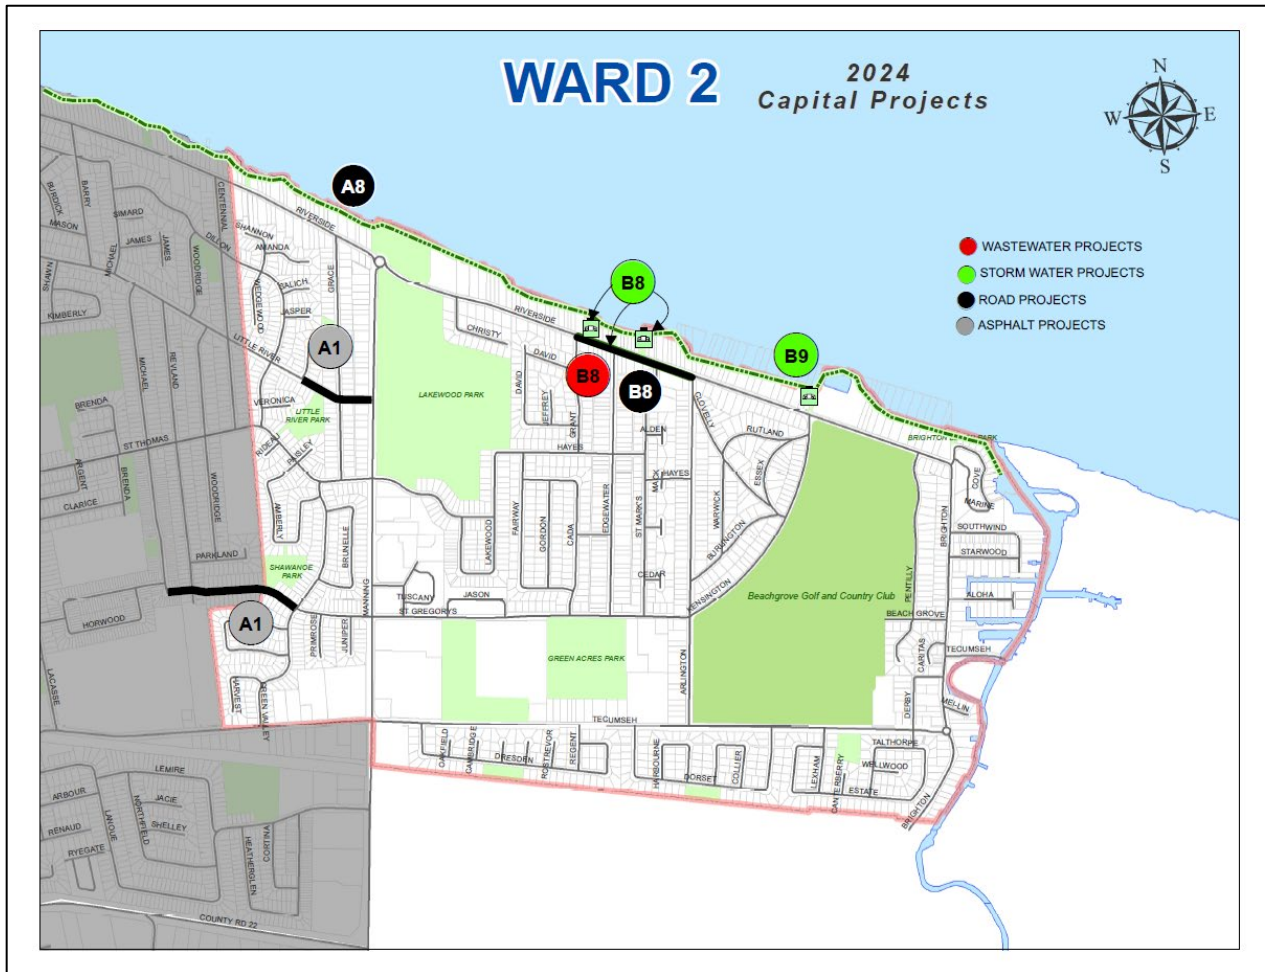 WARD 2
2024
Capital Projects
N
W
E
S
WASTEWATER PROJECTS
STORM WATER PROJECTS
ROAD PROJECTS
ASPHALT PROJECTS
A8
B8
B9
A1
B8
B8
A1
BURDICK
BARRY
MASON
SIMARD
JAMES
JAMES
MICHAEL
SHAWN
KIMBERLY
WOODRIDGE
DILLON
CENTENNIAL
SHANNON
AMANDA
RIVERSIDE
GRACE
WEDGEWOOD
BALICH
JASPER
LITTLE RIVER
VERONICA
LITTLE
RIVER PARK
RIDEAU
PAISLEY
MICHAEL
REVLAND
BRENDA
ST THOMAS
ARGENT
BRENDA
CLARICE
WOODRIDGE
PARKLAND
AMBERLY
BRUNELLE
SHAWANOE
PARK
HORWOOD
LACASSE
PRIMROSE
JUNIPER
MANNING
HARVEST
GREEN VALLEY
LAKEWOOD PARK
CHRISTY
RIVERSIDE
DAVID
DAVID
JEFFREY
GRANT
HAYES
ALDEN
MACK
HAYES
CLOVELLY
RUTLAND
ESSEX
WARWICK
BURLINGTON
KENSINGTON
LAKEWOOD
FAIRWAY
GORDON
CADA
EDGEWATER
ST MARK'S
CEDAR
TUSCANY
JASON
ST GREGORYS
GREEN ACRES PARK
ARLINGTON
Beachgrove Golf and Country Club
PENTILLY
BEACH GROVE
BRIGHTON
COVE
MARINE
SOUTHWIND
STARWOOD
ALOHA
TECUMSEH
CARITAS
DERBY
MELLIN
TECUMSEH
OAKFIELD
CAMBRIDGE
DRESDEN
ROSTREVOR
REGENT
HARBOURNE
DORSET
COLLIER
LEXHAM
CANTERBERRY
TALTHORPE
WELLWOOD
ESTATE
BRIGHTON
LEMIRE
ARBOUR
JACIE
RENAUD
LANOUE
NORTHFIELD
SHELLEY
RYEGATE
HEATHERGLEN
CORTINA
COUNTY RD 22